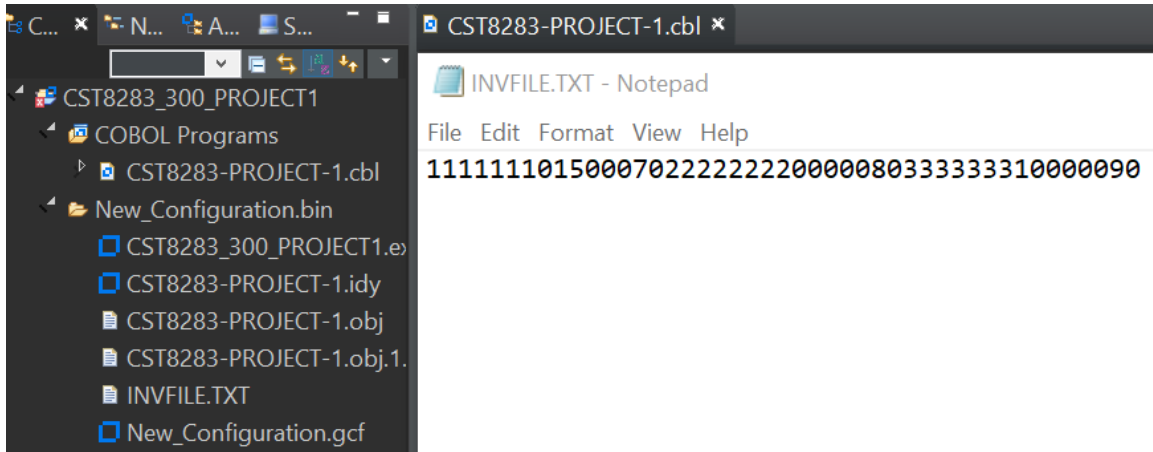 C... N... A... S...
CST8283_300_PROJECT1
COBOL Programs
CST8283-PROJECT-1.cbl
New_Configuration.bin
CST8283_300_PROJECT1.ex
CST8283-PROJECT-1.idy
CST8283-PROJECT-1.obj
CST8283-PROJECT-1.obj.1.
INVFILE.TXT
New_Configuration.gcf
CST8283-PROJECT-1.cbl
INVFILE.TXT - Notepad
File Edit Format View Help
111111101500070222222220000080333333310000090